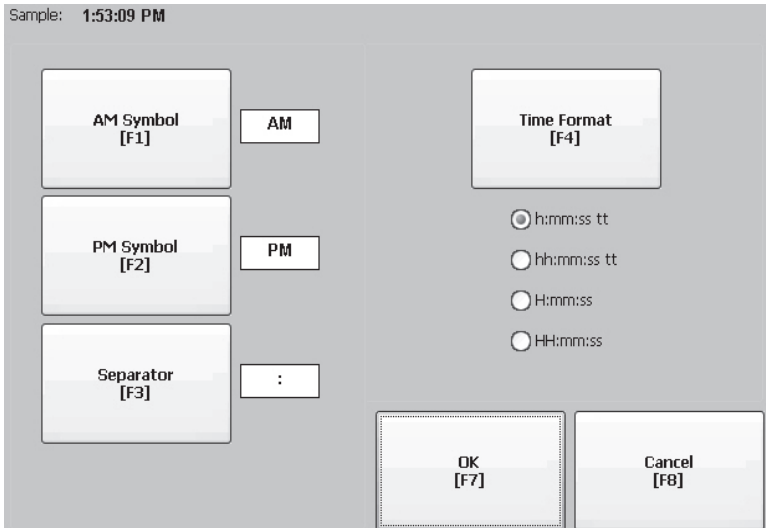 Sample: 1:53:09 PM
AM Symbol
[F1]
AM
PM Symbol
[F2]
PM
Separator
[F3]
:
Time Format
[F4]
h:mm:ss tt
hh:mm:ss tt
H:mm:ss
HH:mm:ss
OK
[F7]
Cancel
[F8]